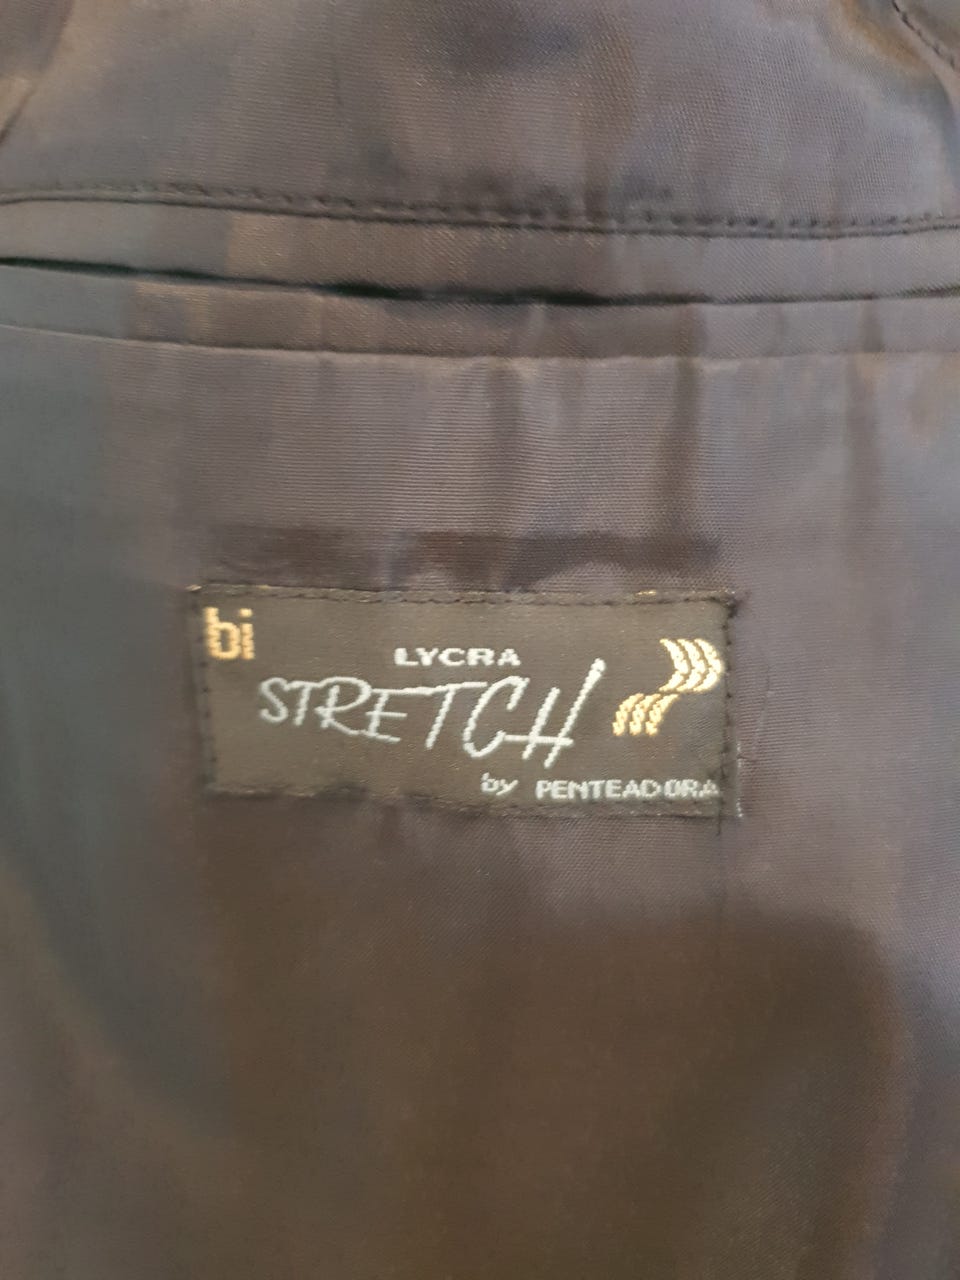 bi
LYCRA
STRETCH
by PENTEADORA